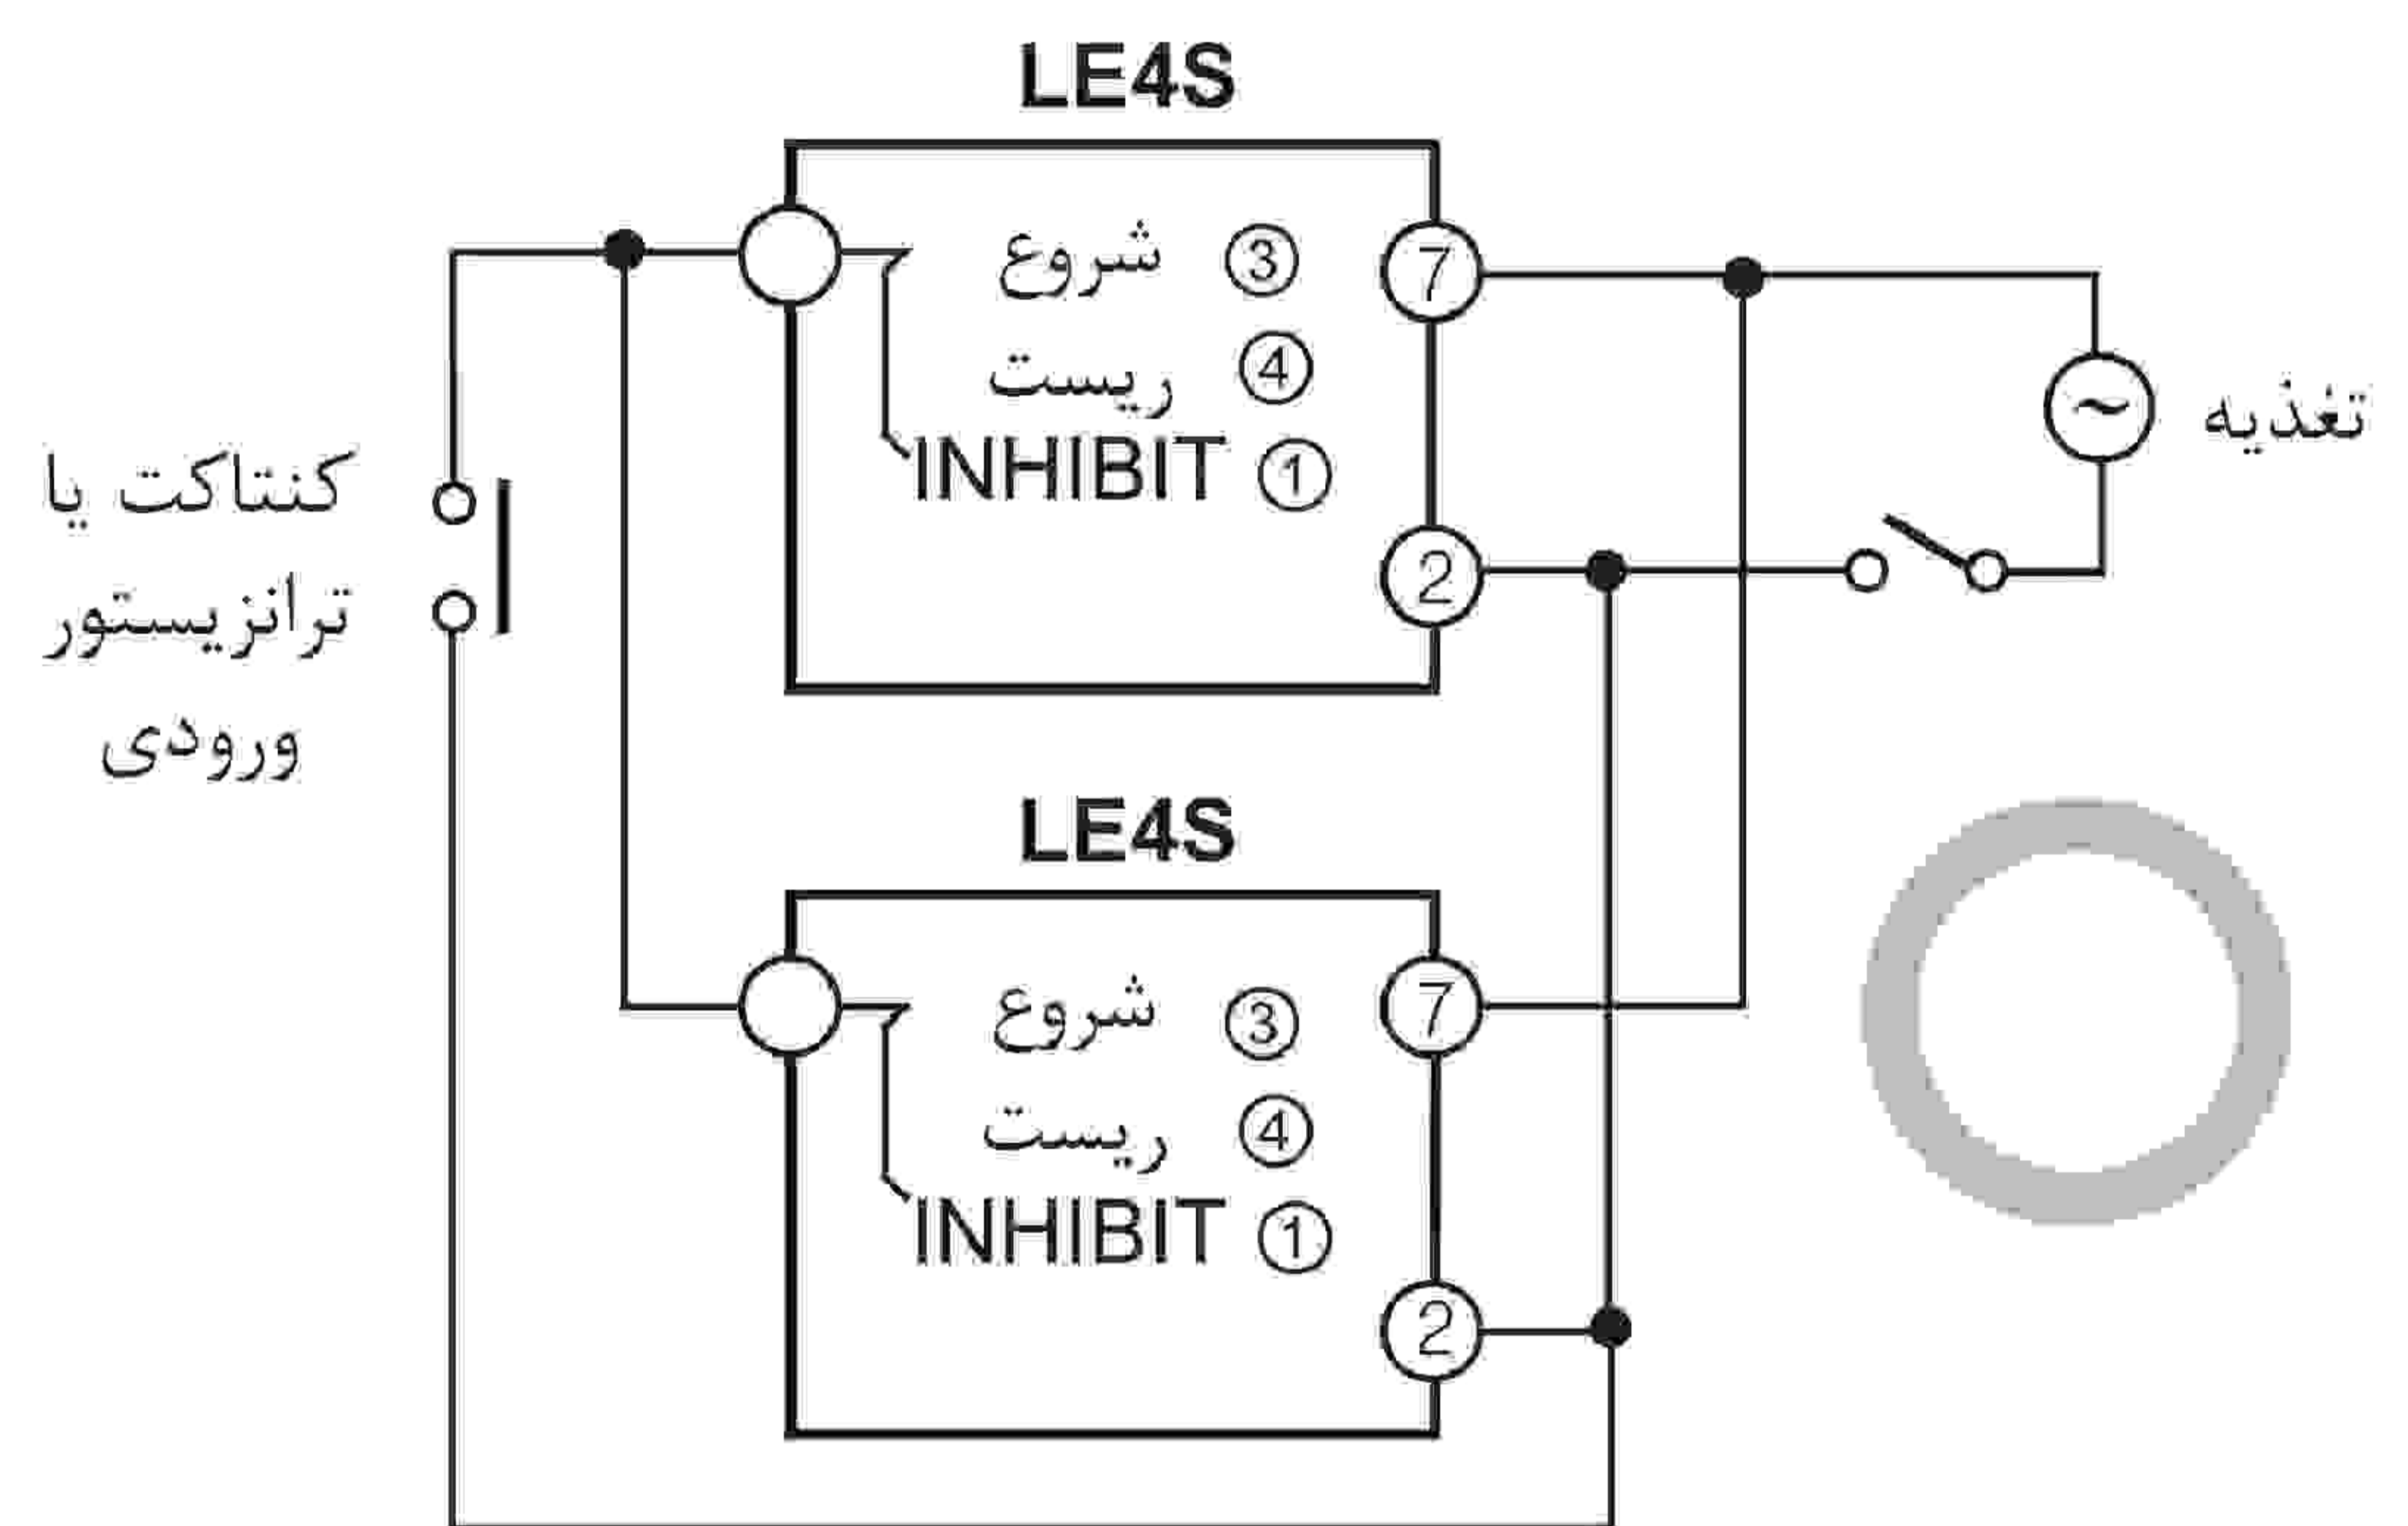 LE4S
شروع ③
7
ریست ④
INHIBIT ①
2
~
تغذیه
کنتاکت یا
ترانزیستور
ورودی
LE4S
شروع ③
7
ریست ④
INHIBIT ①
2